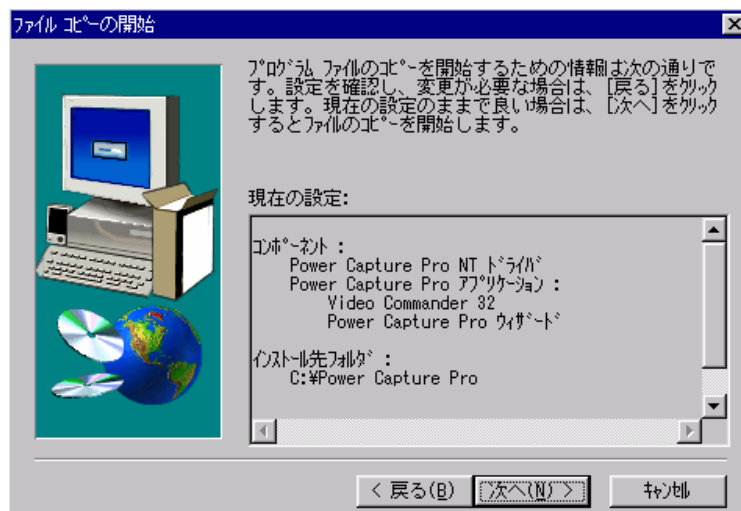 ﾌｧｲﾙ ｺﾋﾟｰの開始
ﾌﾟﾛｸﾞﾗﾑ ﾌｧｲﾙのｺﾋﾟｰを開始するための情報は次の通りで
す。設定を確認し、変更が必要な場合は、[戻る]をｸﾘｯｸ
します。現在の設定のままで良い場合は、[次へ]をｸﾘｯｸ
するとﾌｧｲﾙのｺﾋﾟｰを開始します。
現在の設定:
ｺﾝﾎﾟｰﾈﾝﾄ :
Power Capture Pro NT ﾄﾞﾗｲﾊﾞ
Power Capture Pro ｱﾌﾟﾘｹｰｼｮﾝ :
Video Commander 32
Power Capture Pro ｳｨｻﾞｰﾄﾞ
ｲﾝｽﾄｰﾙ先ﾌｫﾙﾀﾞ :
C:¥Power Capture Pro
< 戻る(B) 次へ(N) > ｷｬﾝｾﾙ